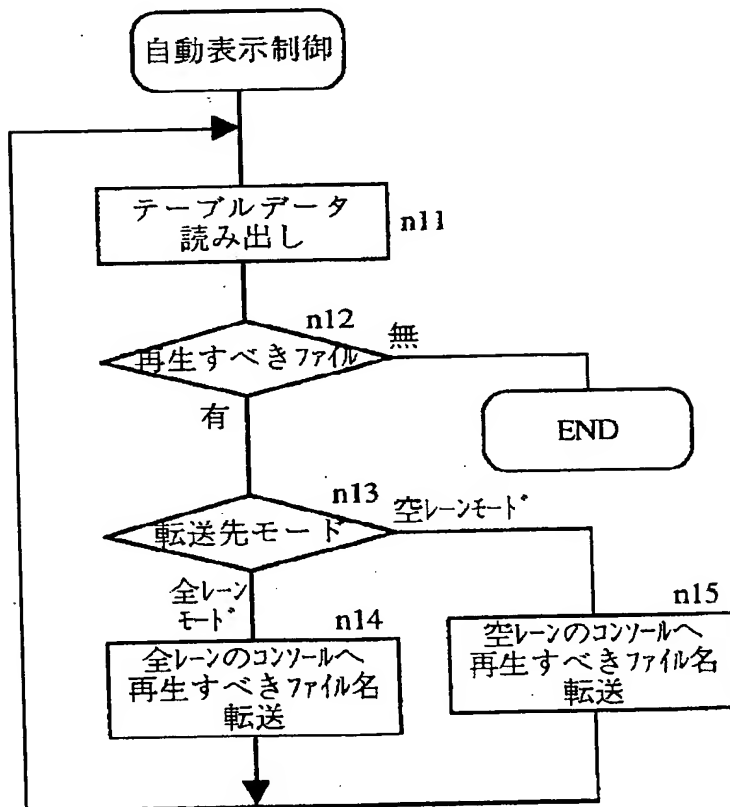 自動表示制御
テーブルデータ
読み出し
n11
n12
再生すべきファイル
無
有
END
n13
転送先モード
空レーンモード
全レーン
モード
n14
全レーンのコンソールへ
再生すべきファイル名
転送
n15
空レーンのコンソールへ
再生すべきファイル名
転送